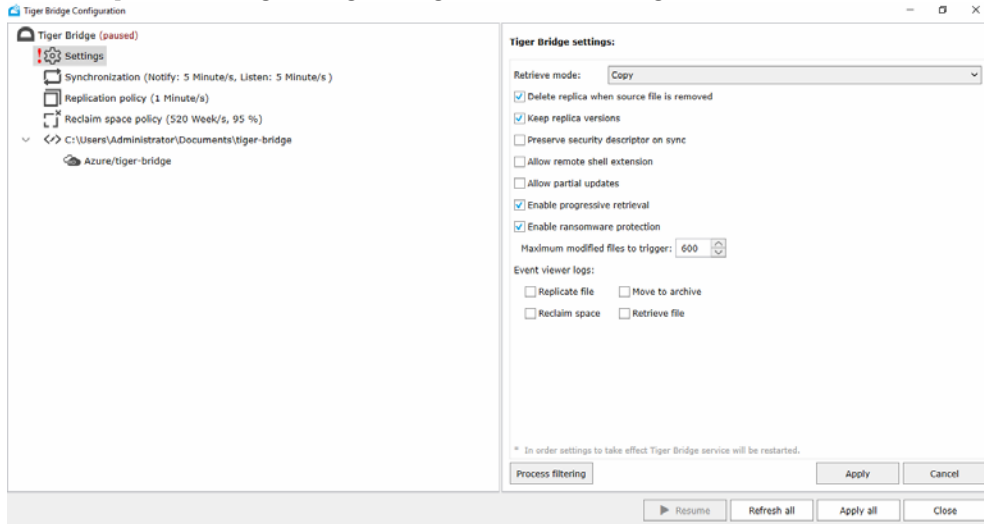 Tiger Bridge Configuration
Tiger Bridge (paused)
Settings
Synchronization (Notify: 5 Minute/s, Listen: 5 Minute/s )
Replication policy (1 Minute/s)
Reclaim space policy (520 Week/s, 95 %)
C:\Users\Administrator\Documents\tiger-bridge
Azure/tiger-bridge
Tiger Bridge settings:
Retrieve mode: Copy
Delete replica when source file is removed
Keep replica versions
Preserve security descriptor on sync
Allow remote shell extension
Allow partial updates
Enable progressive retrieval
Enable ransomware protection
Maximum modified files to trigger: 600
Event viewer logs:
Replicate file Move to archive
Reclaim space Retrieve file
* In order settings to take effect Tiger Bridge service will be restarted.
Process filtering Apply Cancel
Resume Refresh all Apply all Close